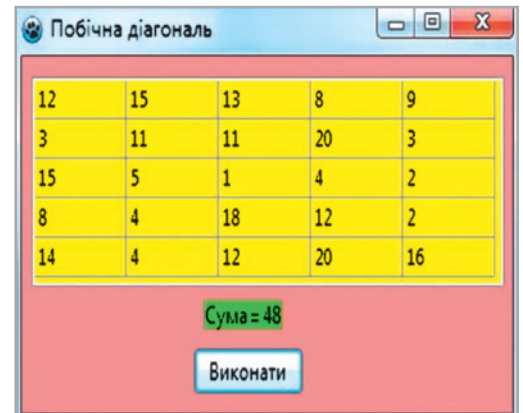 Побічна діагональ
12 15 13 8 9
3 11 11 20 3
15 5 1 4 2
8 4 18 12 2
14 4 12 20 16
Сума = 48
Виконати